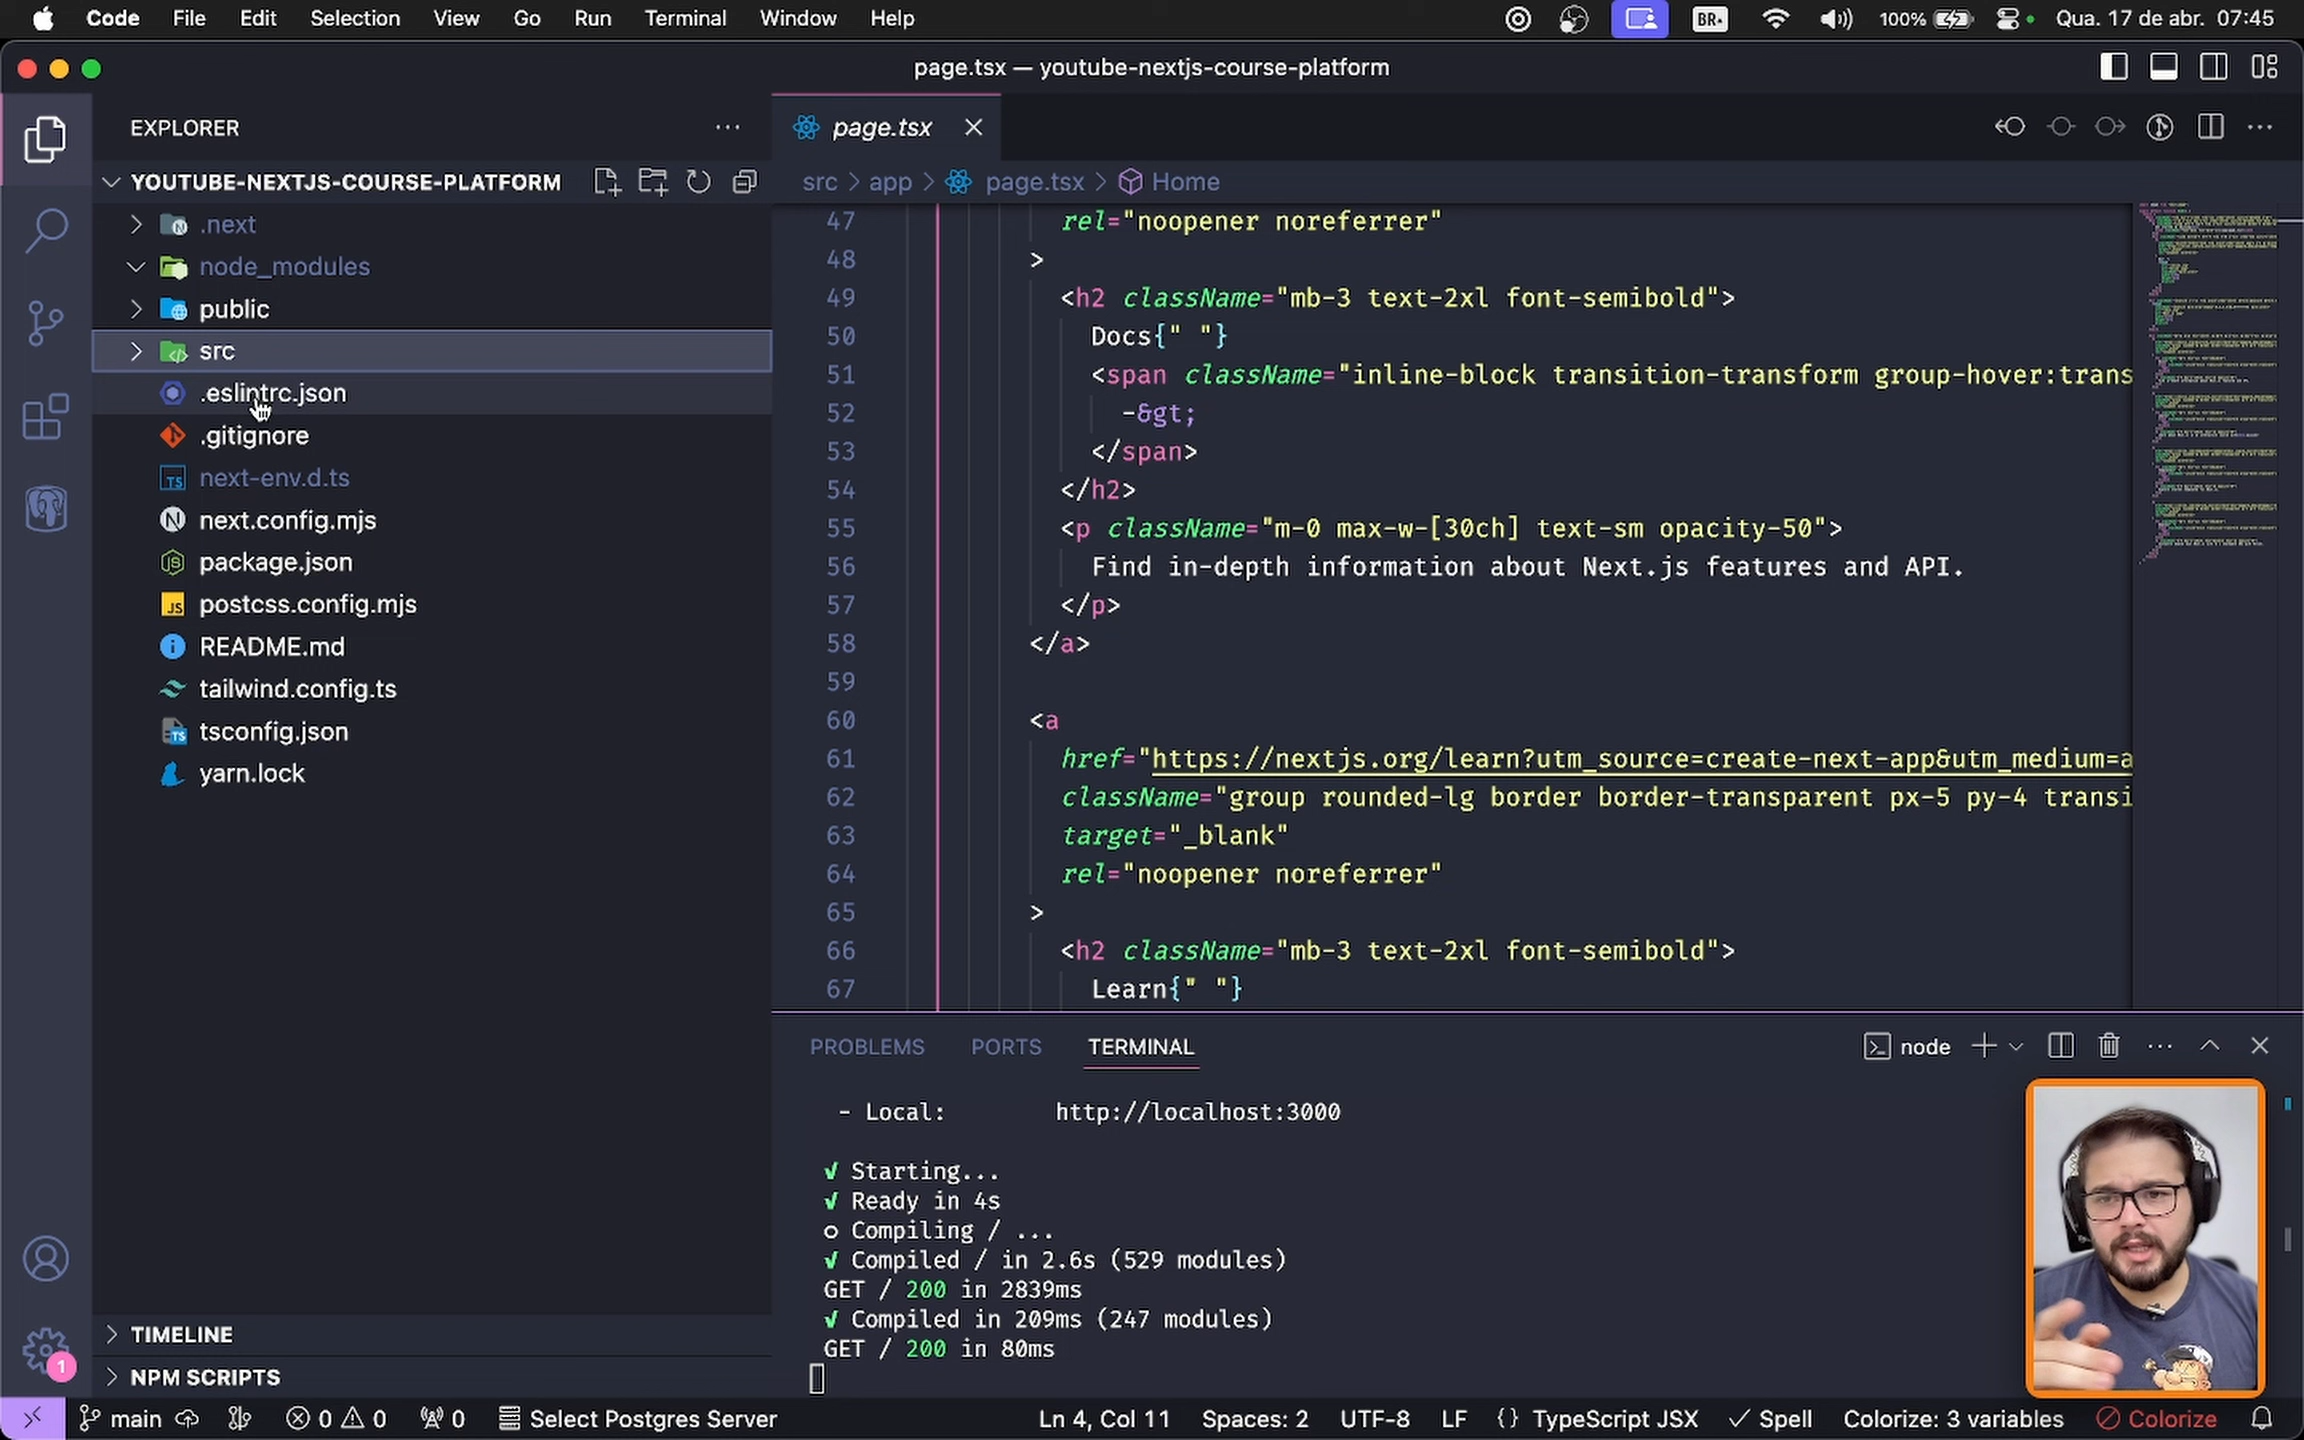 Code File Edit Selection View Go Run Terminal Window Help BR 100% Qua. 17 de abr. 07:45
page.tsx — youtube-nextjs-course-platform
EXPLORER
YOUTUBE-NEXTJS-COURSE-PLATFORM
.next
node_modules
public
src
.eslintrc.json
.gitignore
next-env.d.ts
next.config.mjs
package.json
postcss.config.mjs
README.md
tailwind.config.ts
tsconfig.json
yarn.lock
TIMELINE
NPM SCRIPTS
1
page.tsx
src > app > page.tsx > Home
47 rel="noopener noreferrer"
48 >
49 <h2 className="mb-3 text-2xl font-semibold">
50 Docs{" "}
51 <span className="inline-block transition-transform group-hover:trans
52 -&gt;
53 </span>
54 </h2>
55 <p className="m-0 max-w-[30ch] text-sm opacity-50">
56 Find in-depth information about Next.js features and API.
57 </p>
58 </a>
59
60 <a
61 href="https://nextjs.org/learn?utm_source=create-next-app&utm_medium=a
62 className="group rounded-lg border border-transparent px-5 py-4 transi
63 target="_blank"
64 rel="noopener noreferrer"
65 >
66 <h2 className="mb-3 text-2xl font-semibold">
67 Learn{" "}
PROBLEMS PORTS TERMINAL node
- Local: http://localhost:3000
✓ Starting...
✓ Ready in 4s
○ Compiling / ...
✓ Compiled / in 2.6s (529 modules)
GET / 200 in 2839ms
✓ Compiled in 209ms (247 modules)
GET / 200 in 80ms
main 0 0 0 Select Postgres Server Ln 4, Col 11 Spaces: 2 UTF-8 LF {} TypeScript JSX ✓ Spell Colorize: 3 variables Colorize